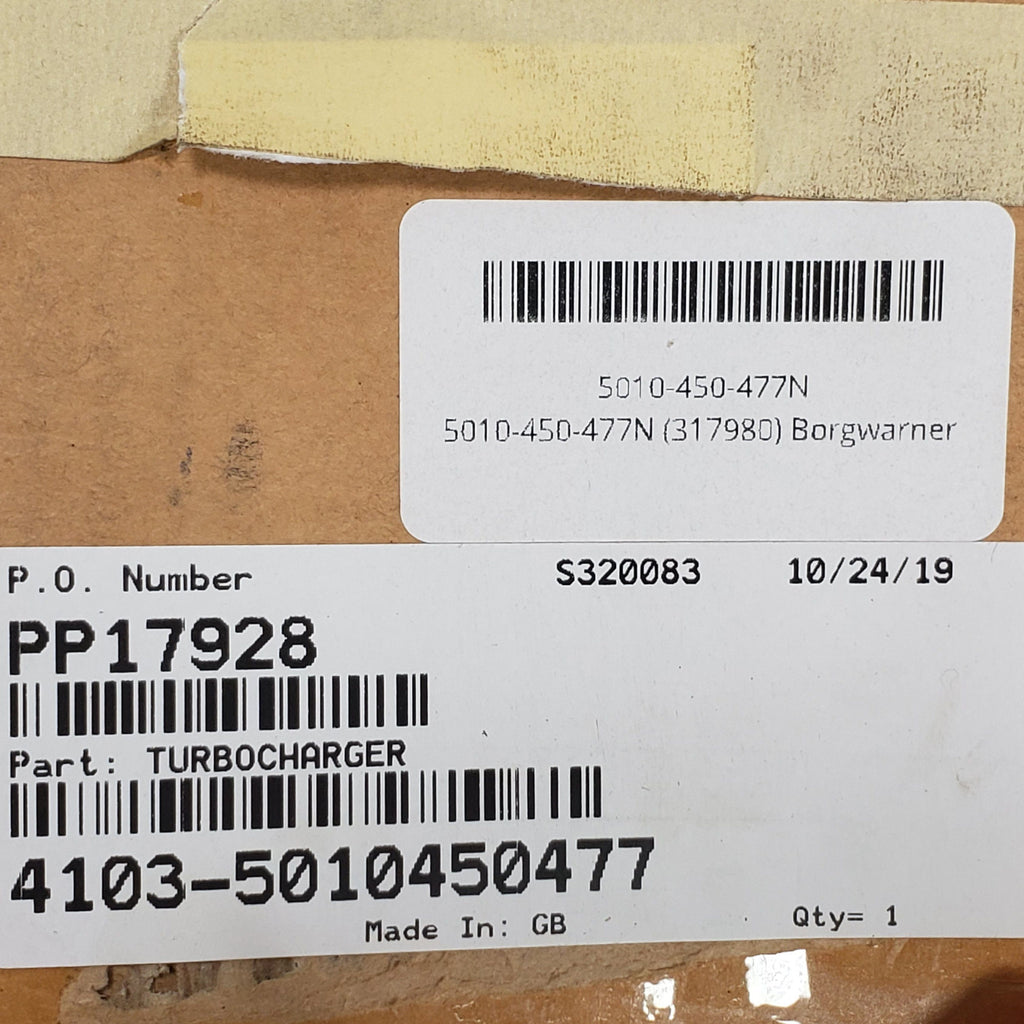 5010-450-477N
5010-450-477N (317980) Borgwarner
P.O. Number S320083 10/24/19
PP17928
Part: TURBOCHARGER
4103-5010450477
Made In: GB Qty= 1